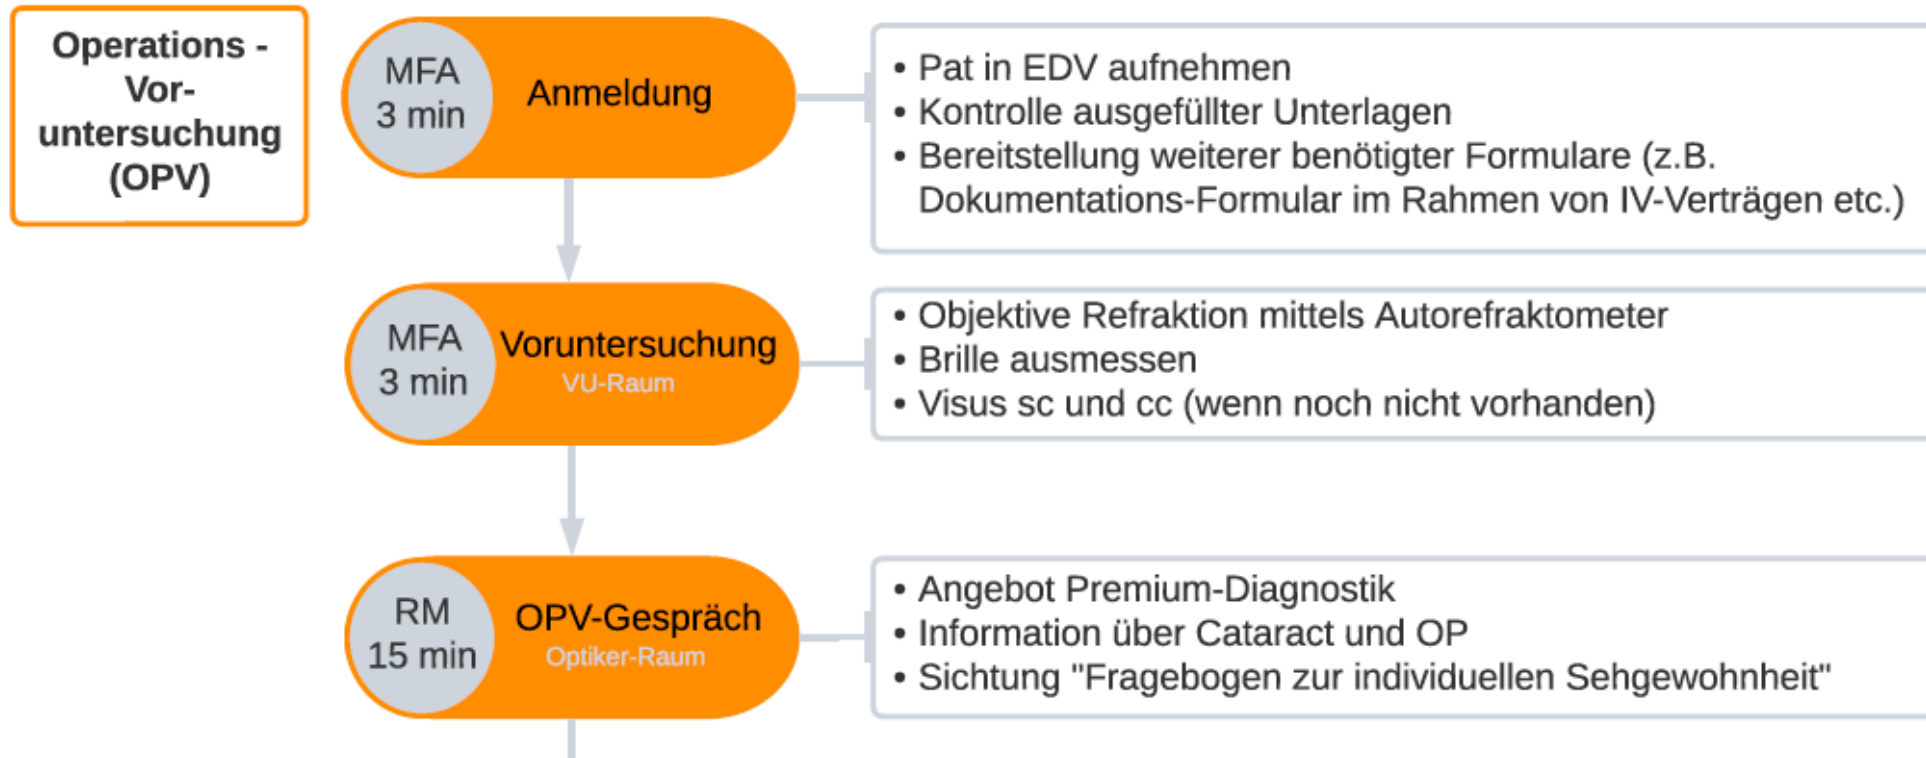 Operations -
Vor-
untersuchung
(OPV)
MFA
3 min
Anmeldung
• Pat in EDV aufnehmen
• Kontrolle ausgefüllter Unterlagen
• Bereitstellung weiterer benötigter Formulare (z.B.
Dokumentations-Formular im Rahmen von IV-Verträgen etc.)
MFA
3 min
Voruntersuchung
VU-Raum
• Objektive Refraktion mittels Autorefraktometer
• Brille ausmessen
• Visus sc und cc (wenn noch nicht vorhanden)
RM
15 min
OPV-Gespräch
Optiker-Raum
• Angebot Premium-Diagnostik
• Information über Cataract und OP
• Sichtung "Fragebogen zur individuellen Sehgewohnheit"